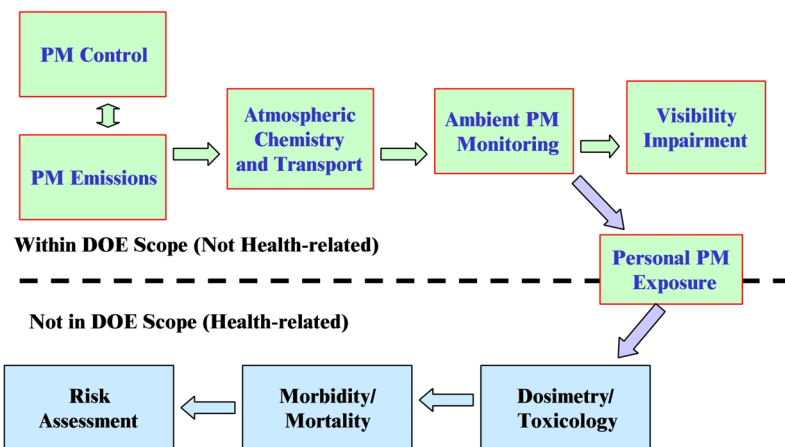 PM Control
PM Emissions
Atmospheric
Chemistry
and Transport
Ambient PM
Monitoring
Visibility
Impairment
Within DOE Scope (Not Health-related)
Personal PM
Exposure
Not in DOE Scope (Health-related)
Risk
Assessment
Morbidity/
Mortality
Dosimetry/
Toxicology